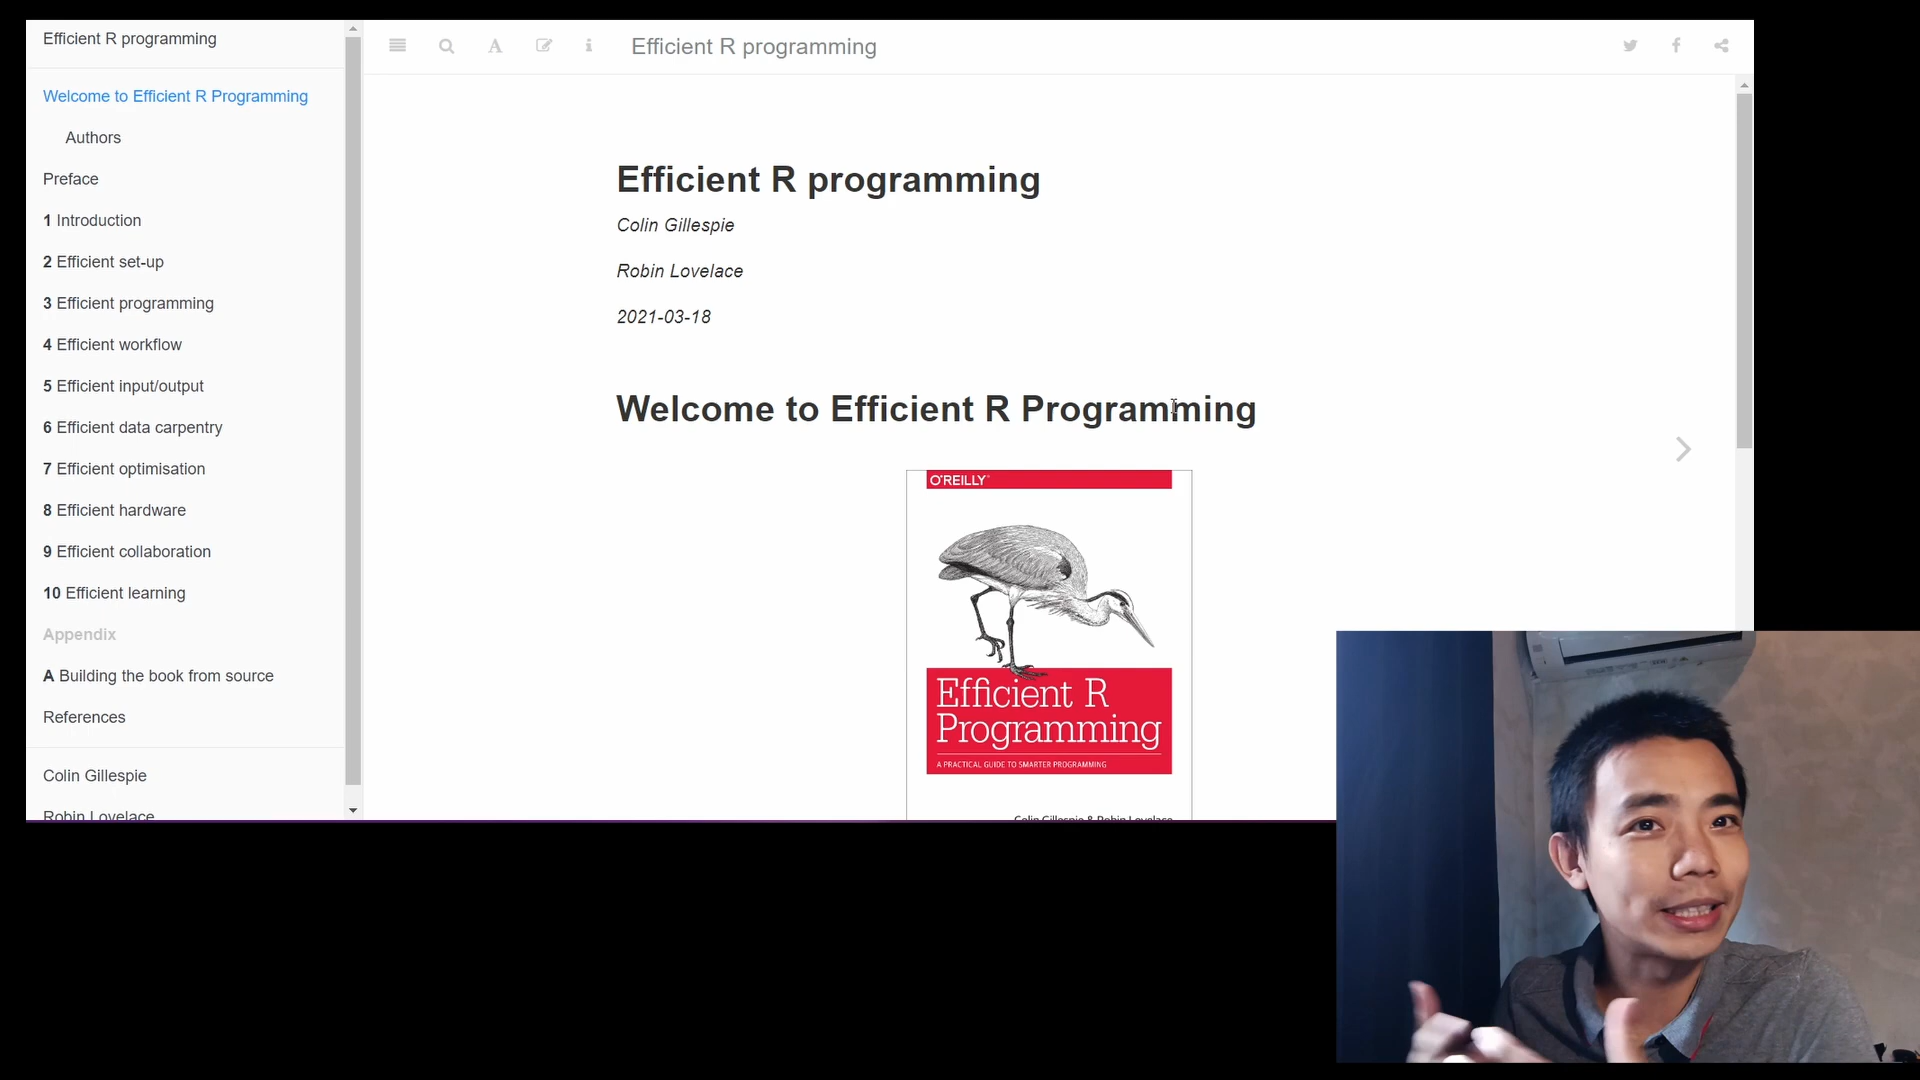 Efficient R programming
Welcome to Efficient R Programming
Authors
Preface
1 Introduction
2 Efficient set-up
3 Efficient programming
4 Efficient workflow
5 Efficient input/output
6 Efficient data carpentry
7 Efficient optimisation
8 Efficient hardware
9 Efficient collaboration
10 Efficient learning
Appendix
A Building the book from source
References
Colin Gillespie
Robin Lovelace
Efficient R programming
Efficient R programming
Colin Gillespie
Robin Lovelace
2021-03-18
Welcome to Efficient R Programming
O'REILLY
Efficient R
Programming
A PRACTICAL GUIDE TO SMARTER PROGRAMMING
Colin Gillespie & Robin Lovelace